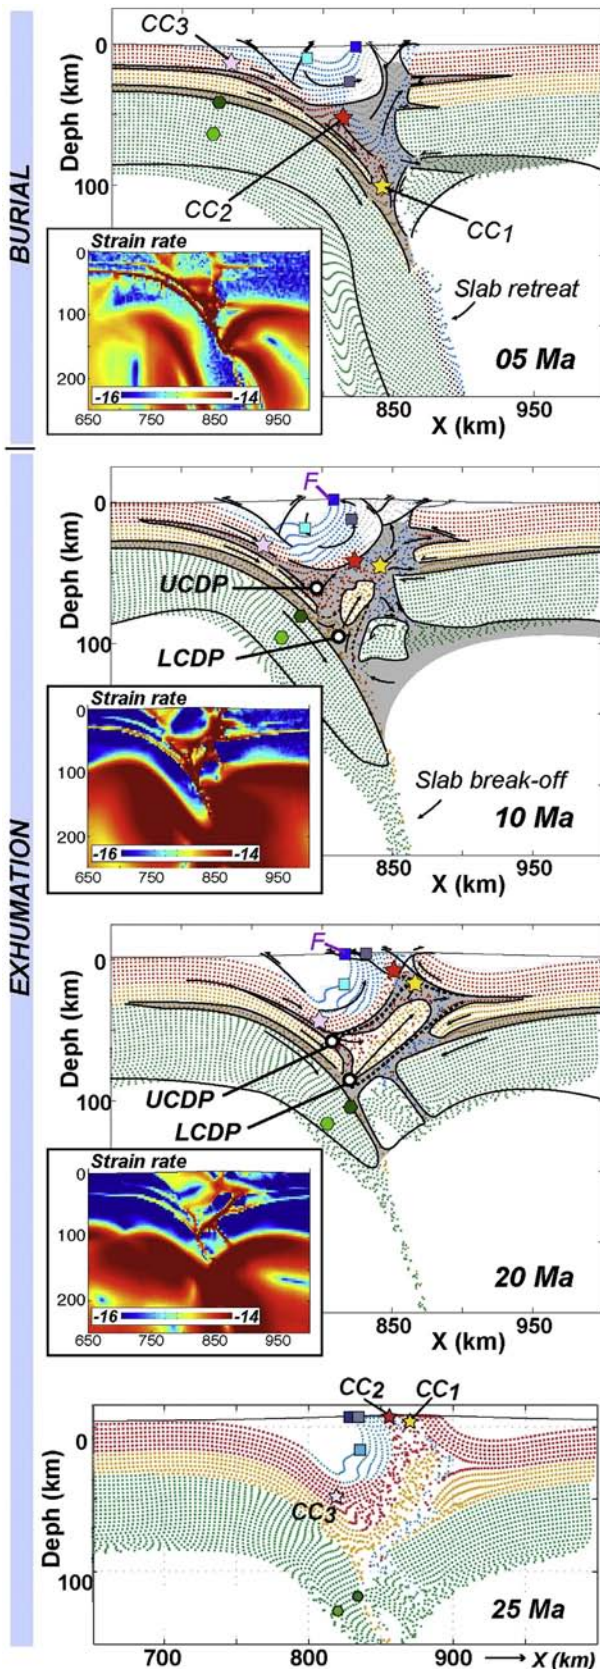 BURIAL
EXHUMATION
CC3
0
Deph (km)
100
CC2
CC1
Slab retreat
05 Ma
Strain rate
0
100
200
-16 -14
650 750 850 950
850 950
X (km)
F
0
Deph (km)
UCDP
100
LCDP
Slab break-off
10 Ma
Strain rate
0
100
200
-16 -14
650 750 850 950
850 950
X (km)
F
0
Deph (km)
UCDP
100
LCDP
20 Ma
Strain rate
0
100
200
-16 -14
650 750 850 950
850 950
X (km)
CC2 CC1
0
Deph (km)
CC3
100
25 Ma
700 800 900 → X (km)